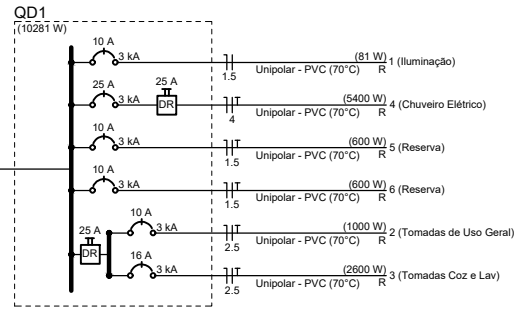 QD1
(10281 W)
10 A
3 kA
1.5
(81 W)
Unipolar - PVC (70°C)
R
1 (Iluminação)
25 A
3 kA
25 A
DR
4
(5400 W)
Unipolar - PVC (70°C)
R
4 (Chuveiro Elétrico)
10 A
3 kA
1.5
(600 W)
Unipolar - PVC (70°C)
R
5 (Reserva)
10 A
3 kA
1.5
(600 W)
Unipolar - PVC (70°C)
R
6 (Reserva)
25 A
DR
10 A
3 kA
2.5
(1000 W)
Unipolar - PVC (70°C)
R
2 (Tomadas de Uso Geral)
16 A
3 kA
2.5
(2600 W)
Unipolar - PVC (70°C)
R
3 (Tomadas Coz e Lav)